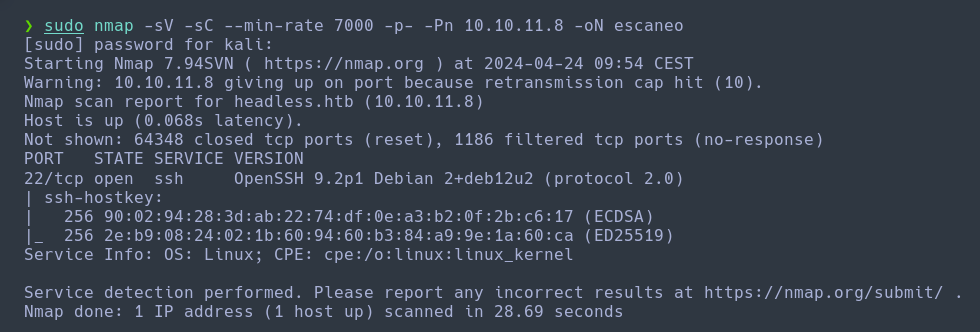 ❯ sudo nmap -sV -sC --min-rate 7000 -p- -Pn 10.10.11.8 -oN escaneo
[sudo] password for kali:
Starting Nmap 7.94SVN ( https://nmap.org ) at 2024-04-24 09:54 CEST
Warning: 10.10.11.8 giving up on port because retransmission cap hit (10).
Nmap scan report for headless.htb (10.10.11.8)
Host is up (0.068s latency).
Not shown: 64348 closed tcp ports (reset), 1186 filtered tcp ports (no-response)
PORT   STATE SERVICE VERSION
22/tcp open  ssh     OpenSSH 9.2p1 Debian 2+deb12u2 (protocol 2.0)
| ssh-hostkey:
|   256 90:02:94:28:3d:ab:22:74:df:0e:a3:b2:0f:2b:c6:17 (ECDSA)
|_  256 2e:b9:08:24:02:1b:60:94:60:b3:84:a9:9e:1a:60:ca (ED25519)
Service Info: OS: Linux; CPE: cpe:/o:linux:linux_kernel

Service detection performed. Please report any incorrect results at https://nmap.org/submit/ .
Nmap done: 1 IP address (1 host up) scanned in 28.69 seconds